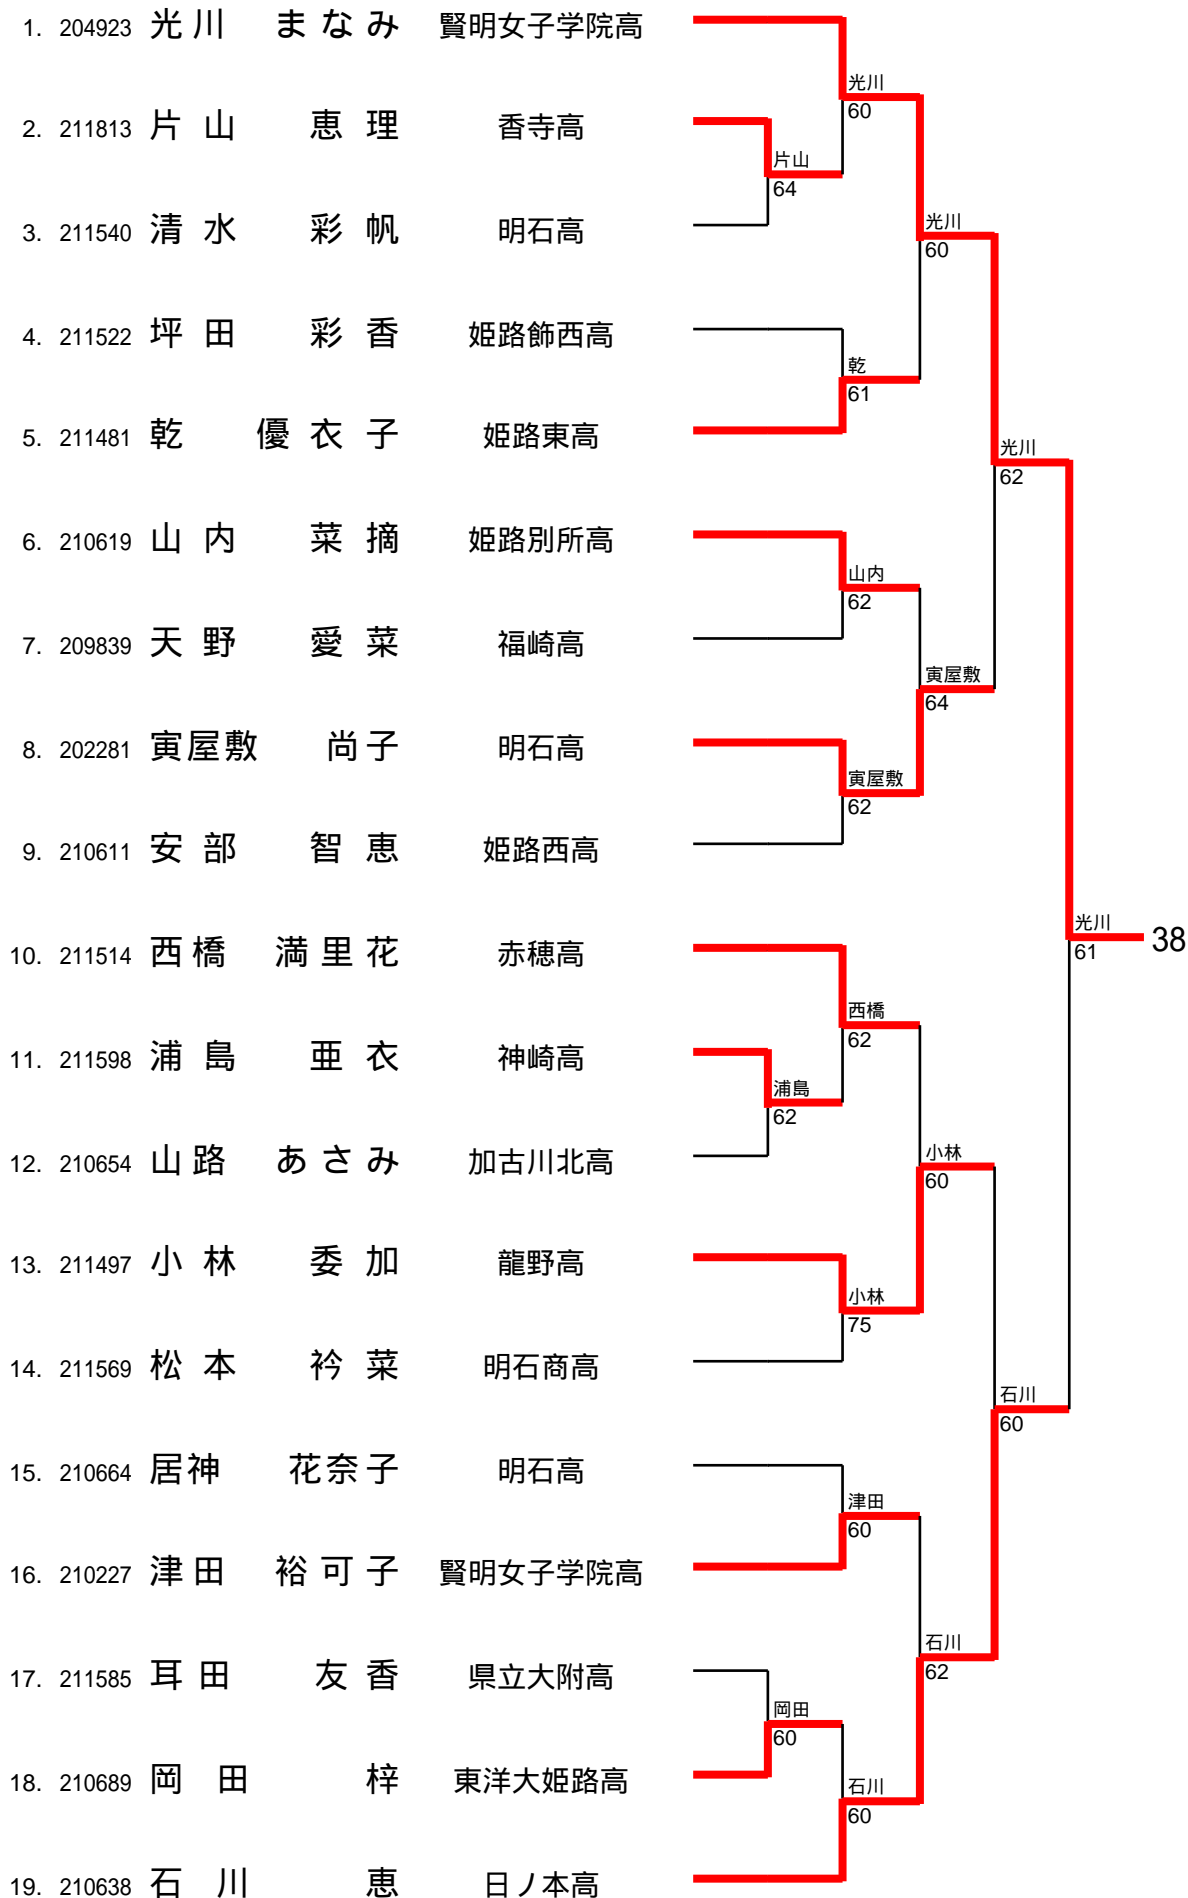 1. 204923 光川 まなみ 賢明女子学院高
光川
60
2. 211813 片山 恵理 香寺高
片山
64
3. 211540 清水 彩帆 明石高
光川
60
4. 211522 坪田 彩香 姫路飾西高
乾
61
5. 211481 乾 優衣子 姫路東高
光川
62
6. 210619 山内 菜摘 姫路別所高
山内
62
7. 209839 天野 愛菜 福崎高
寅屋敷
64
8. 202281 寅屋敷 尚子 明石高
寅屋敷
62
9. 210611 安部 智恵 姫路西高
光川
61
38
10. 211514 西橋 満里花 赤穂高
西橋
62
11. 211598 浦島 亜衣 神崎高
浦島
62
12. 210654 山路 あさみ 加古川北高
小林
60
13. 211497 小林 委加 龍野高
小林
75
14. 211569 松本 衿菜 明石商高
石川
60
15. 210664 居神 花奈子 明石高
津田
60
16. 210227 津田 裕可子 賢明女子学院高
石川
62
17. 211585 耳田 友香 県立大附高
岡田
60
18. 210689 岡田 梓 東洋大姫路高
石川
60
19. 210638 石川 恵 日ノ本高